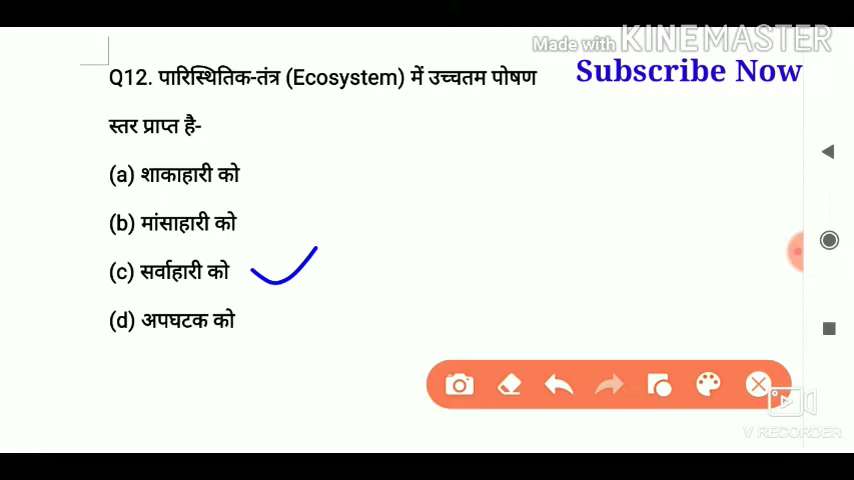 Made with KINEMASTER
Subscribe Now
Q12. पारिस्थितिक-तंत्र (Ecosystem) में उच्चतम पोषण
स्तर प्राप्त है-
(a) शाकाहारी को
(b) मांसाहारी को
(c) सर्वाहारी को
(d) अपघटक को
V RECORDER